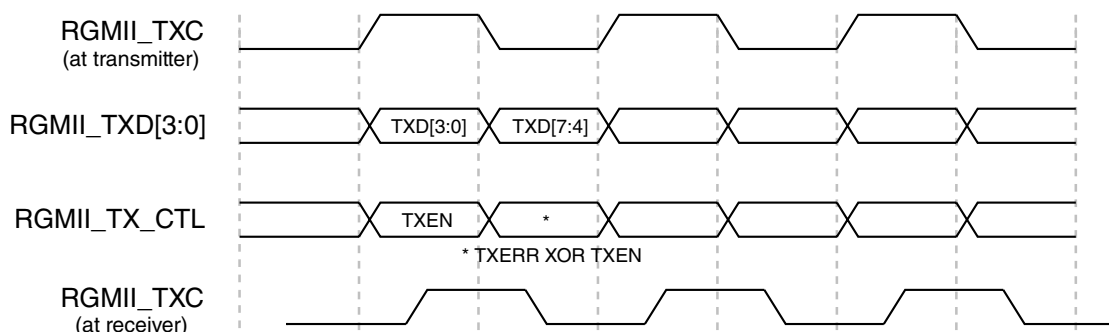 RGMII_TXC
(at transmitter)
RGMII_TXD[3:0]
TXD[3:0]
TXD[7:4]
RGMII_TX_CTL
TXEN
*
* TXERR XOR TXEN
RGMII_TXC
(at receiver)